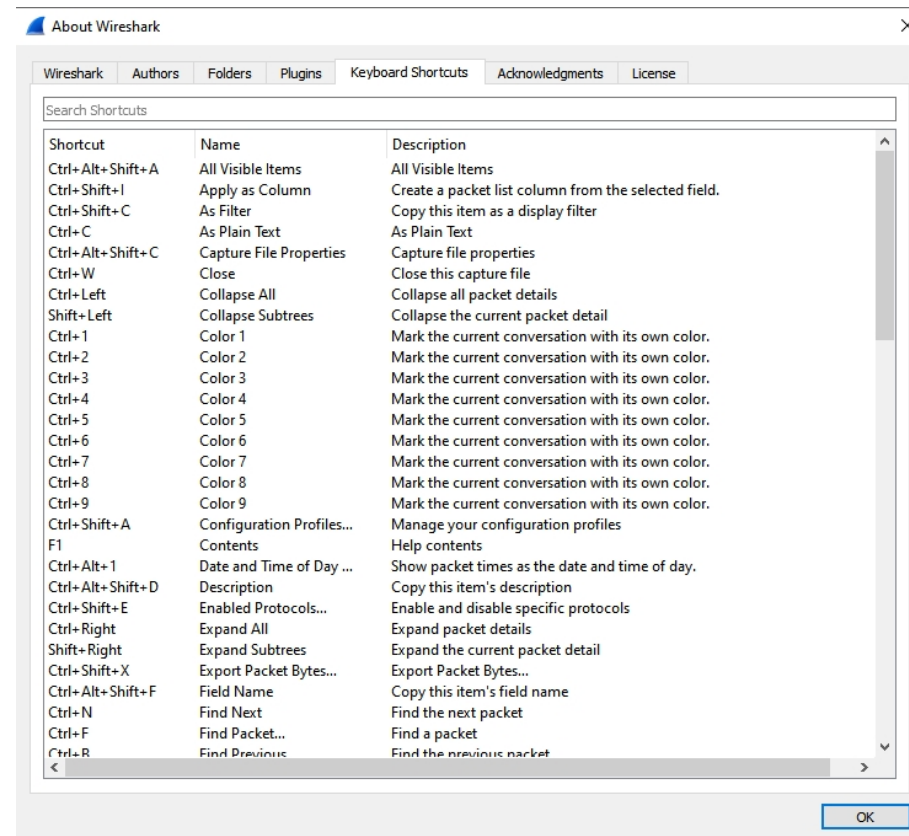 About Wireshark
Wireshark Authors Folders Plugins Keyboard Shortcuts Acknowledgments License
Search Shortcuts
Shortcut Name Description
Ctrl+Alt+Shift+A All Visible Items All Visible Items
Ctrl+Shift+I Apply as Column Create a packet list column from the selected field.
Ctrl+Shift+C As Filter Copy this item as a display filter
Ctrl+C As Plain Text As Plain Text
Ctrl+Alt+Shift+C Capture File Properties Capture file properties
Ctrl+W Close Close this capture file
Ctrl+Left Collapse All Collapse all packet details
Shift+Left Collapse Subtrees Collapse the current packet detail
Ctrl+1 Color 1 Mark the current conversation with its own color.
Ctrl+2 Color 2 Mark the current conversation with its own color.
Ctrl+3 Color 3 Mark the current conversation with its own color.
Ctrl+4 Color 4 Mark the current conversation with its own color.
Ctrl+5 Color 5 Mark the current conversation with its own color.
Ctrl+6 Color 6 Mark the current conversation with its own color.
Ctrl+7 Color 7 Mark the current conversation with its own color.
Ctrl+8 Color 8 Mark the current conversation with its own color.
Ctrl+9 Color 9 Mark the current conversation with its own color.
Ctrl+Shift+A Configuration Profiles... Manage your configuration profiles
F1 Contents Help contents
Ctrl+Alt+1 Date and Time of Day ... Show packet times as the date and time of day.
Ctrl+Alt+Shift+D Description Copy this item's description
Ctrl+Shift+E Enabled Protocols... Enable and disable specific protocols
Ctrl+Right Expand All Expand packet details
Shift+Right Expand Subtrees Expand the current packet detail
Ctrl+Shift+X Export Packet Bytes... Export Packet Bytes...
Ctrl+Alt+Shift+F Field Name Copy this item's field name
Ctrl+N Find Next Find the next packet
Ctrl+F Find Packet... Find a packet
Ctrl+B Find Previous Find the previous packet
OK